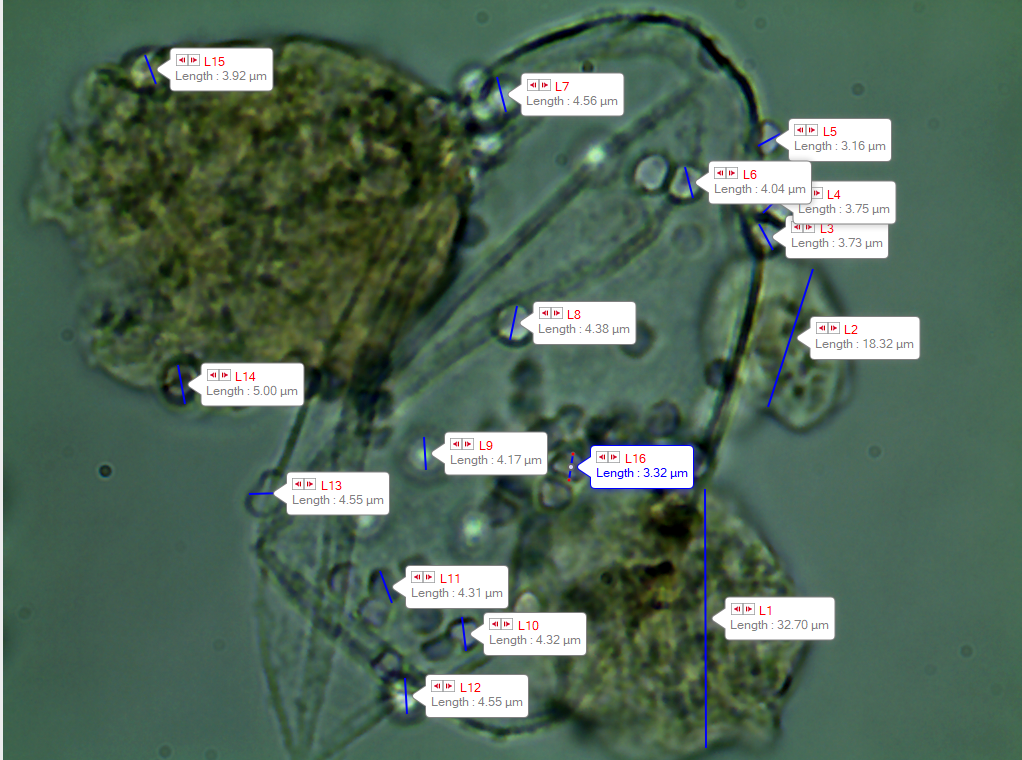 L15
Length : 3.92 µm
L7
Length : 4.56 µm
L5
Length : 3.16 µm
L6
Length : 4.04 µm
L4
Length : 3.75 µm
L3
Length : 3.73 µm
L8
Length : 4.38 µm
L2
Length : 18.32 µm
L14
Length : 5.00 µm
L9
Length : 4.17 µm
L16
Length : 3.32 µm
L13
Length : 4.55 µm
L11
Length : 4.31 µm
L1
Length : 32.70 µm
L10
Length : 4.32 µm
L12
Length : 4.55 µm